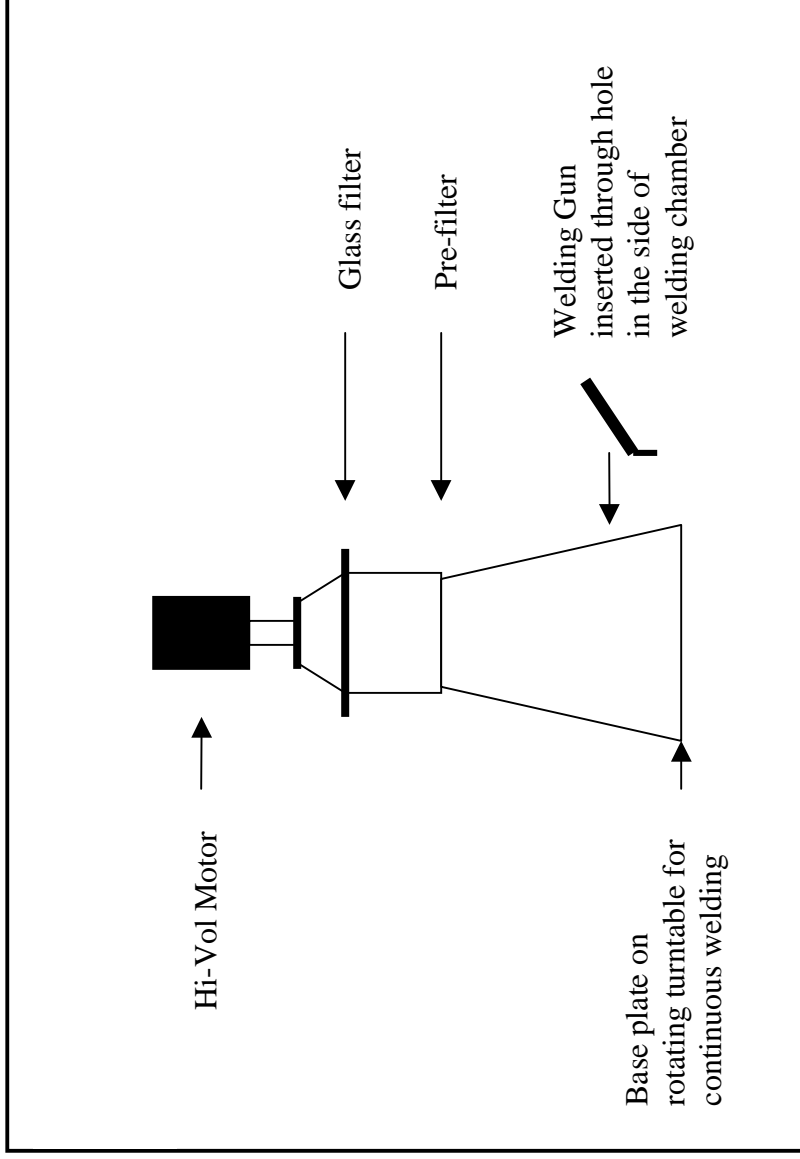 Hi-Vol Motor
Glass filter
Pre-filter
Welding Gun
inserted through hole
in the side of
welding chamber
Base plate on
rotating turntable for
continuous welding